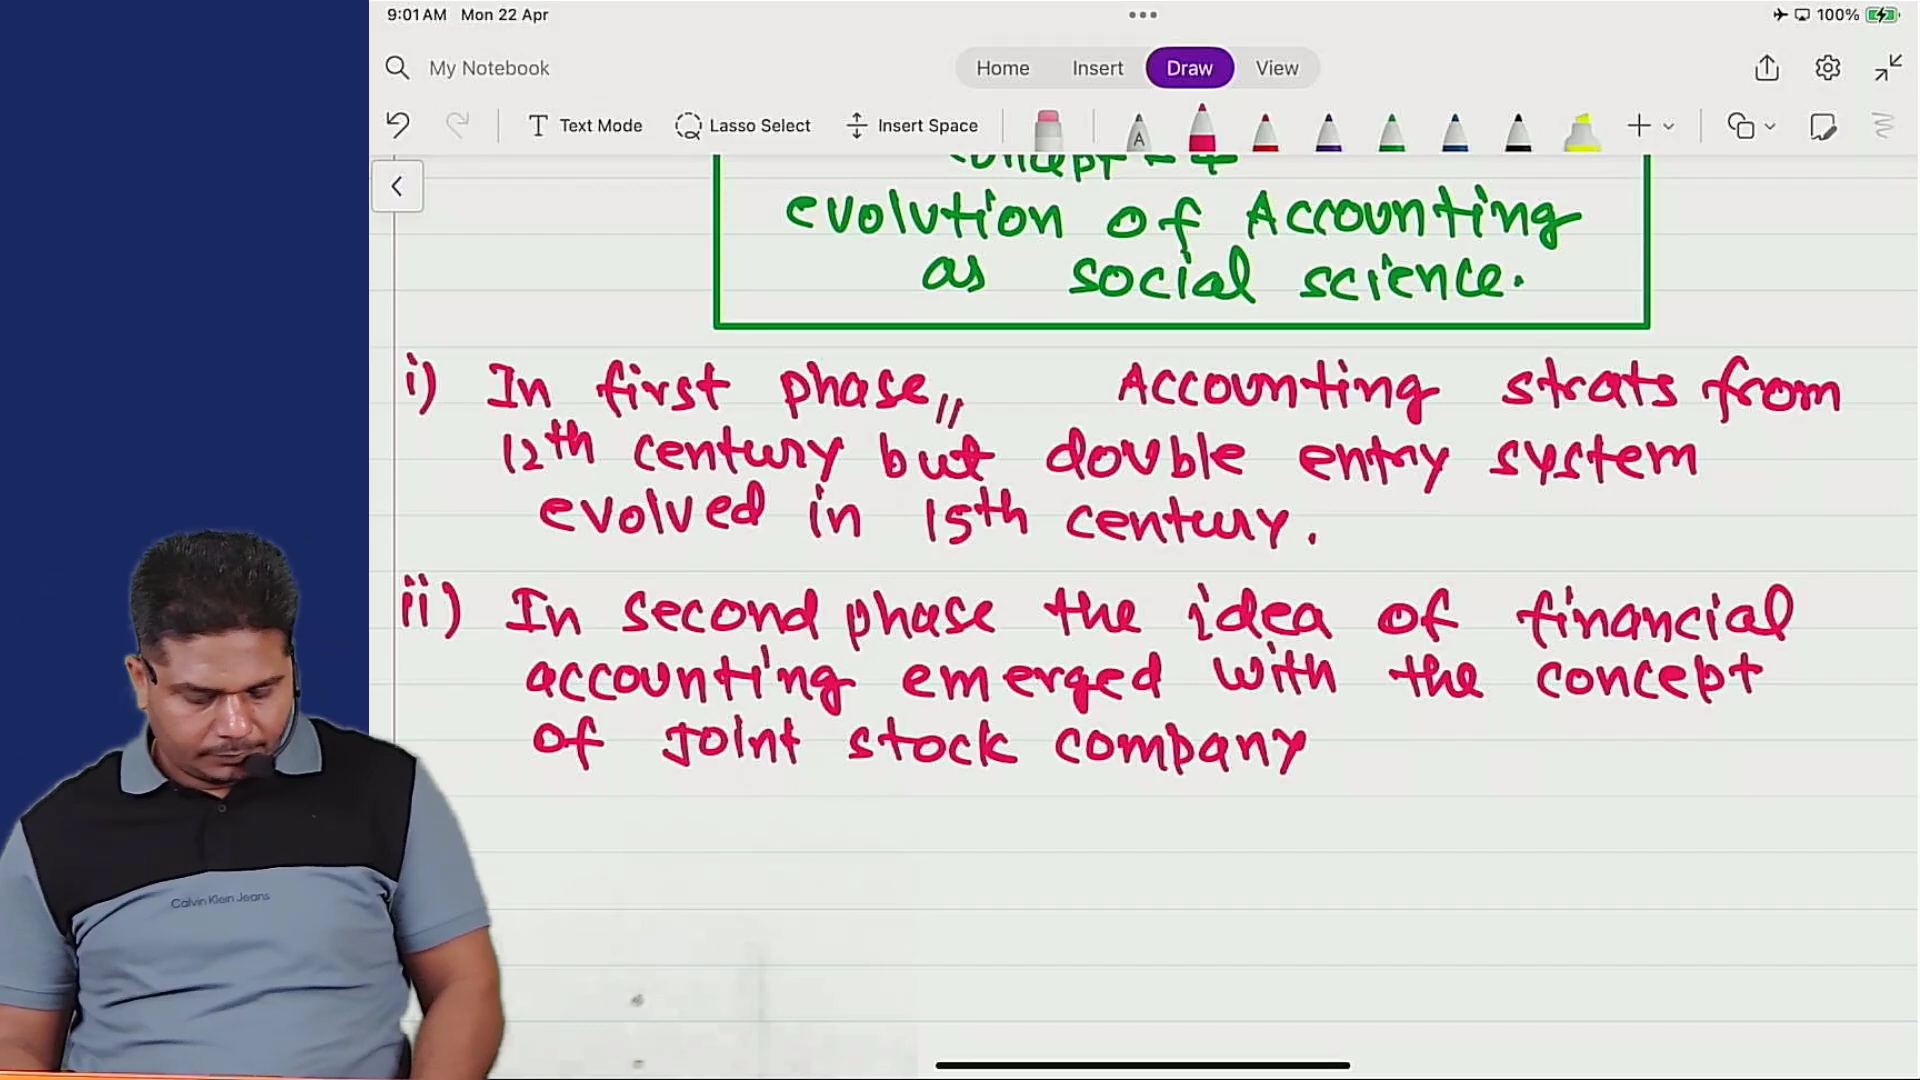 9:01 AM Mon 22 Apr
100%
My Notebook
Home Insert Draw View
Text Mode Lasso Select Insert Space
A
concept - 4
evolution of Accounting
as social science.
i) In first phase,, Accounting strats from
12th century but double entry system
evolved in 15th century.
ii) In second phase the idea of financial
accounting emerged with the concept
of Joint stock company
Calvin Klein Jeans